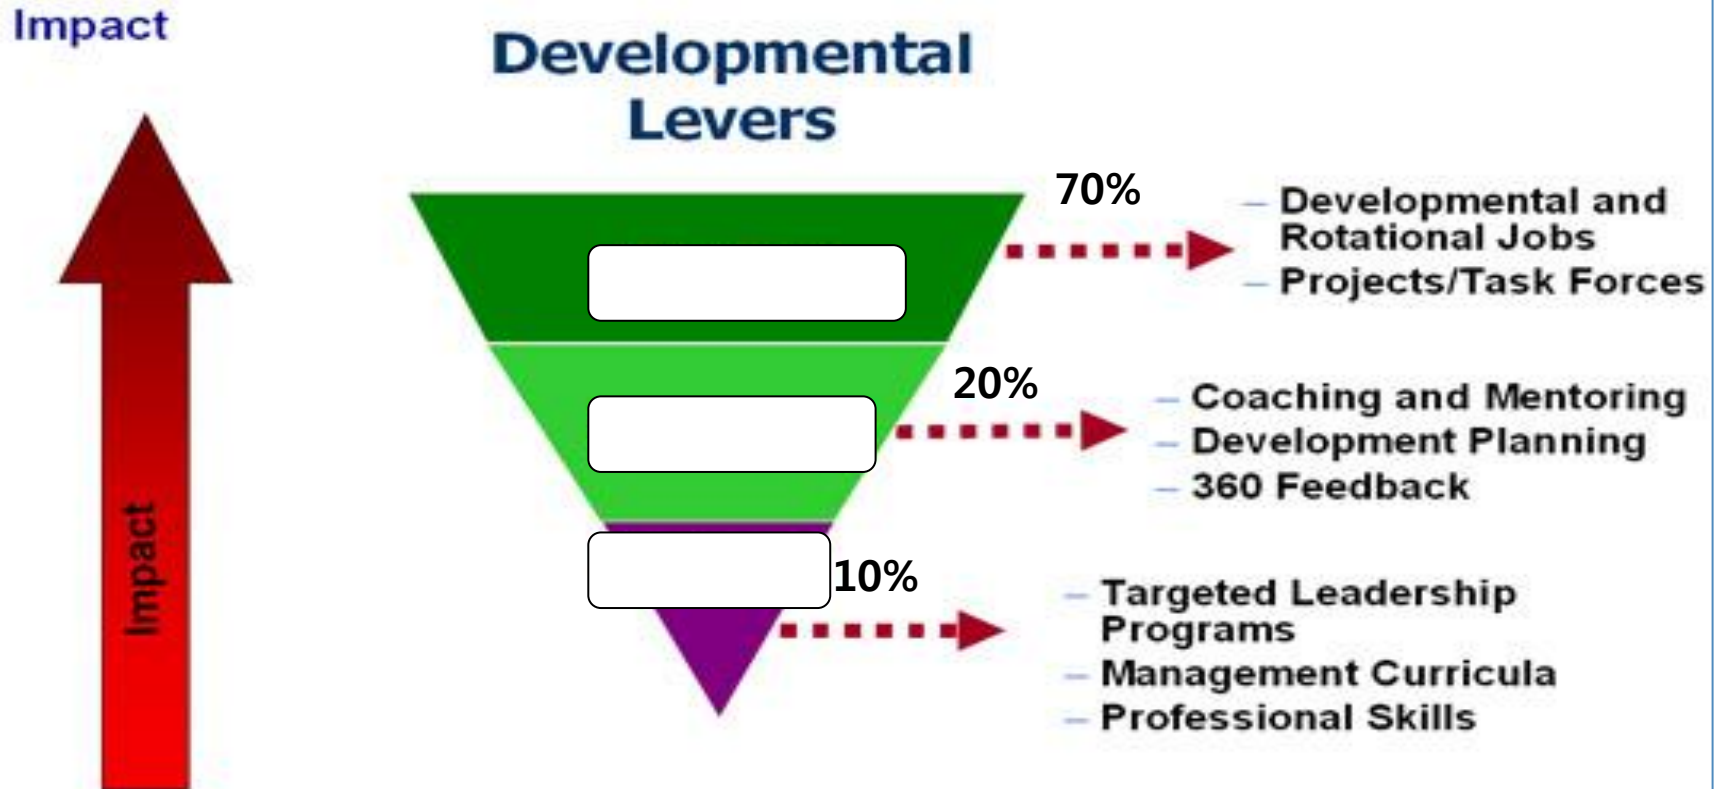 Impact
Developmental
Levers
Impact
70%
– Developmental and
Rotational Jobs
– Projects/Task Forces
20%
– Coaching and Mentoring
– Development Planning
– 360 Feedback
10%
– Targeted Leadership
Programs
– Management Curricula
– Professional Skills